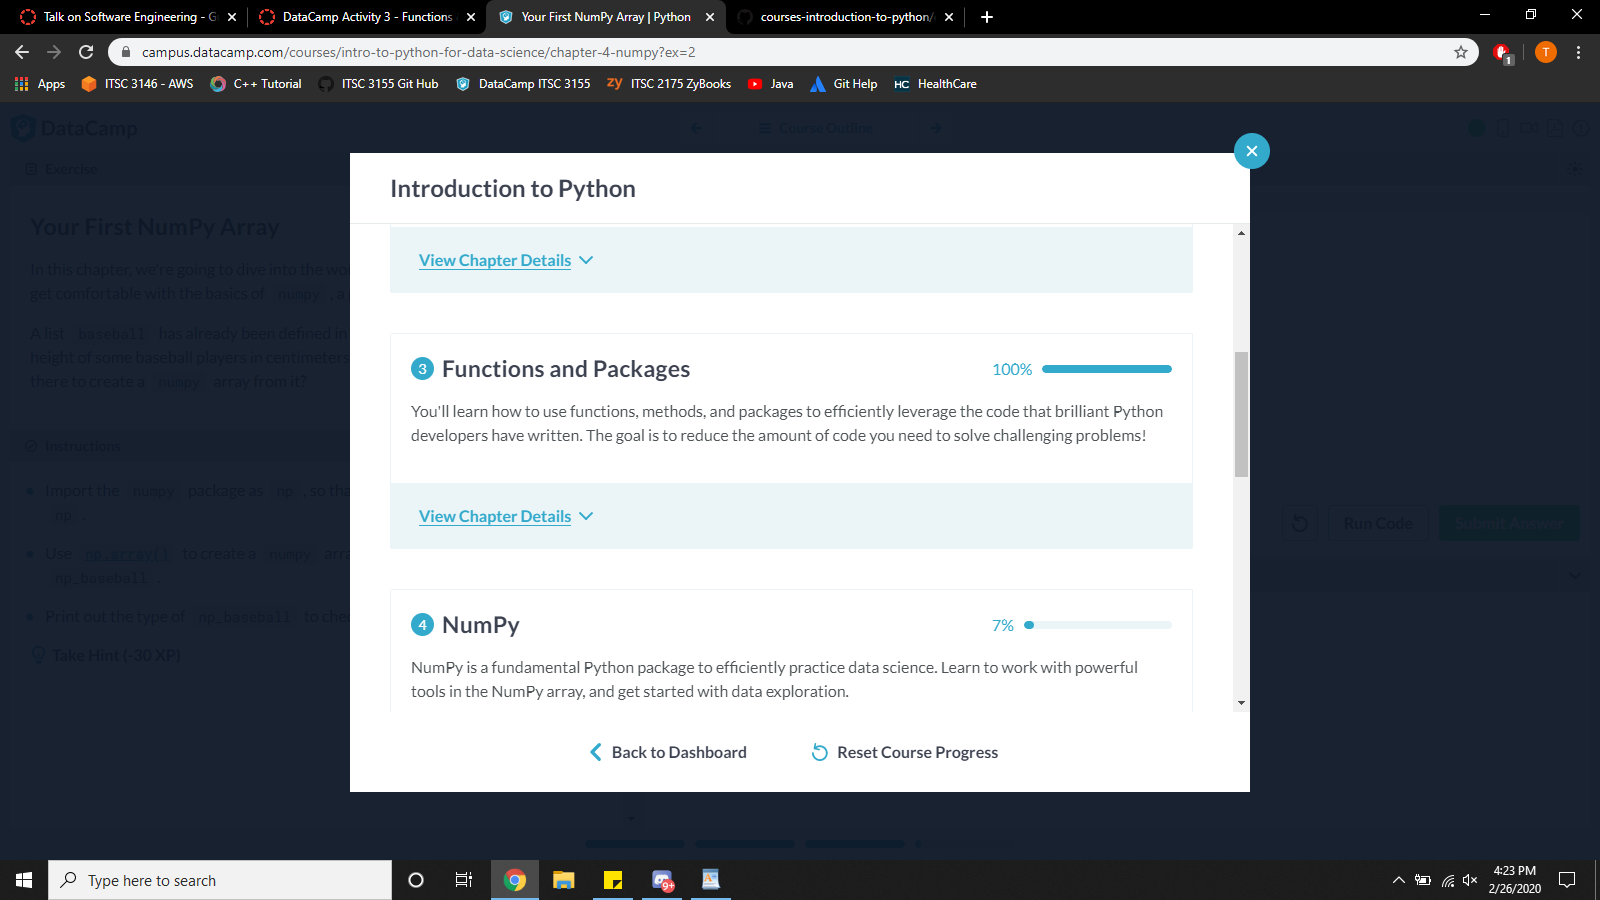 Talk on Software Engineering - G
DataCamp Activity 3 - Functions
Your First NumPy Array | Python
courses-introduction-to-python/
campus.datacamp.com/courses/intro-to-python-for-data-science/chapter-4-numpy?ex=2
1
T
Apps
ITSC 3146 - AWS
C++ Tutorial
ITSC 3155 Git Hub
DataCamp ITSC 3155
zy ITSC 2175 ZyBooks
Java
Git Help
HC HealthCare
DataCamp
Course Outline
Exercise
Your First NumPy Array
In this chapter, we're going to dive into the
get comfortable with the basics of numpy , a
A list baseball has already been defined in
height of some baseball players in centimeters
there to create a numpy array from it?
Instructions
Import the numpy package as np , so
np .
Use np.array() to create a numpy
np_baseball .
Print out the type of np_baseball to
Take Hint (-30 XP)
Run Code
Submit Answer
Introduction to Python
View Chapter Details
3 Functions and Packages
100%
You'll learn how to use functions, methods, and packages to efficiently leverage the code that brilliant Python
developers have written. The goal is to reduce the amount of code you need to solve challenging problems!
View Chapter Details
4 NumPy
7%
NumPy is a fundamental Python package to efficiently practice data science. Learn to work with powerful
tools in the NumPy array, and get started with data exploration.
Back to Dashboard
Reset Course Progress
Type here to search
9+
4:23 PM
2/26/2020